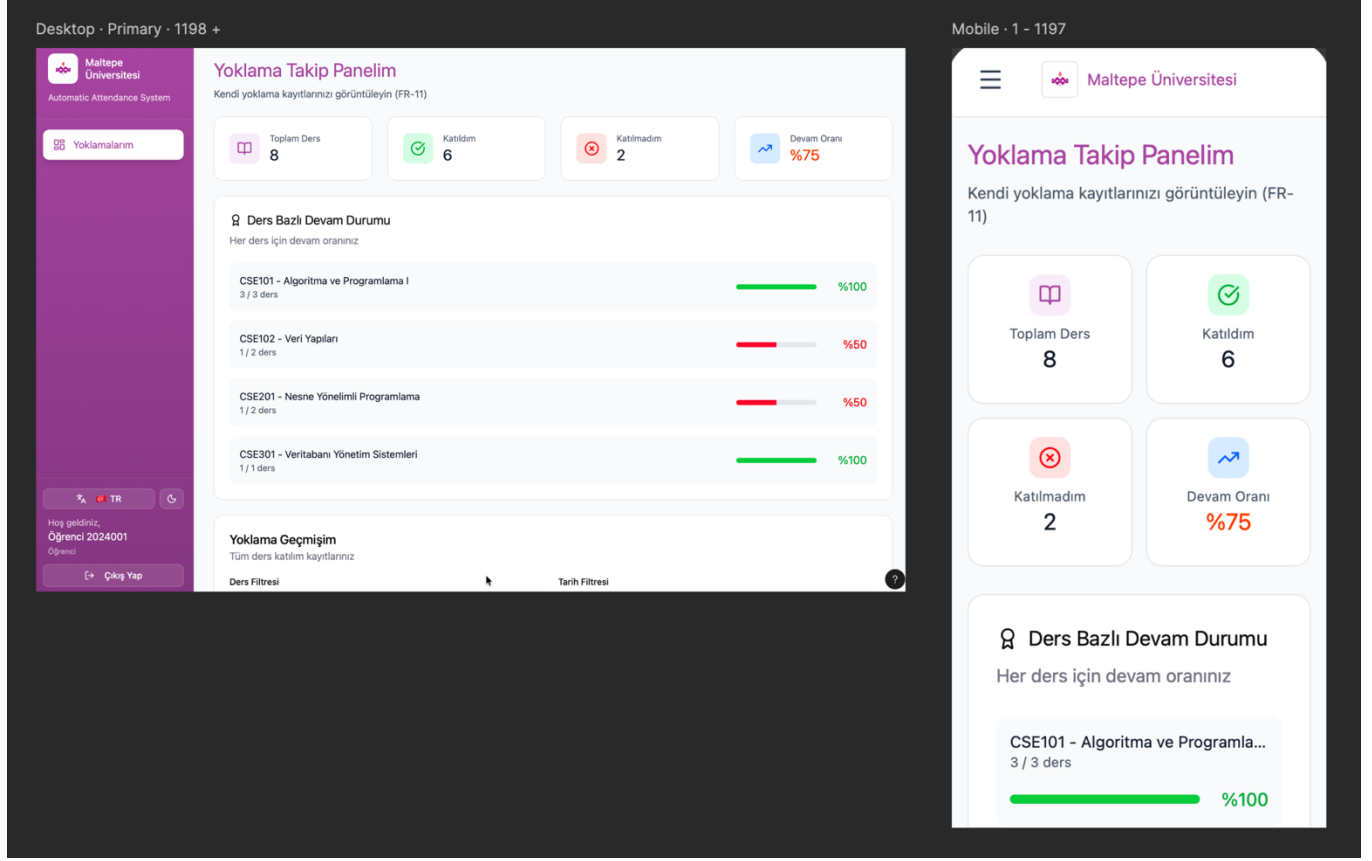 Desktop · Primary · 1198 +
Maltepe
Üniversitesi
Automatic Attendance System
Yoklamalarım
TR
Hoş geldiniz,
Öğrenci 2024001
Öğrenci
Çıkış Yap
Yoklama Takip Panelim
Kendi yoklama kayıtlarınızı görüntüleyin (FR-11)
Toplam Ders
8
Katıldım
6
Katılmadım
2
Devam Oranı
%75
Ders Bazlı Devam Durumu
Her ders için devam oranınız
CSE101 - Algoritma ve Programlama I
3 / 3 ders
%100
CSE102 - Veri Yapıları
1 / 2 ders
%50
CSE201 - Nesne Yönelimli Programlama
1 / 2 ders
%50
CSE301 - Veritabanı Yönetim Sistemleri
1 / 1 ders
%100
Yoklama Geçmişim
Tüm ders katılım kayıtlarınız
Ders Filtresi
Tarih Filtresi
?
Mobile · 1 - 1197
Maltepe Üniversitesi
Yoklama Takip Panelim
Kendi yoklama kayıtlarınızı görüntüleyin (FR-
11)
Toplam Ders
8
Katıldım
6
Katılmadım
2
Devam Oranı
%75
Ders Bazlı Devam Durumu
Her ders için devam oranınız
CSE101 - Algoritma ve Programla...
3 / 3 ders
%100